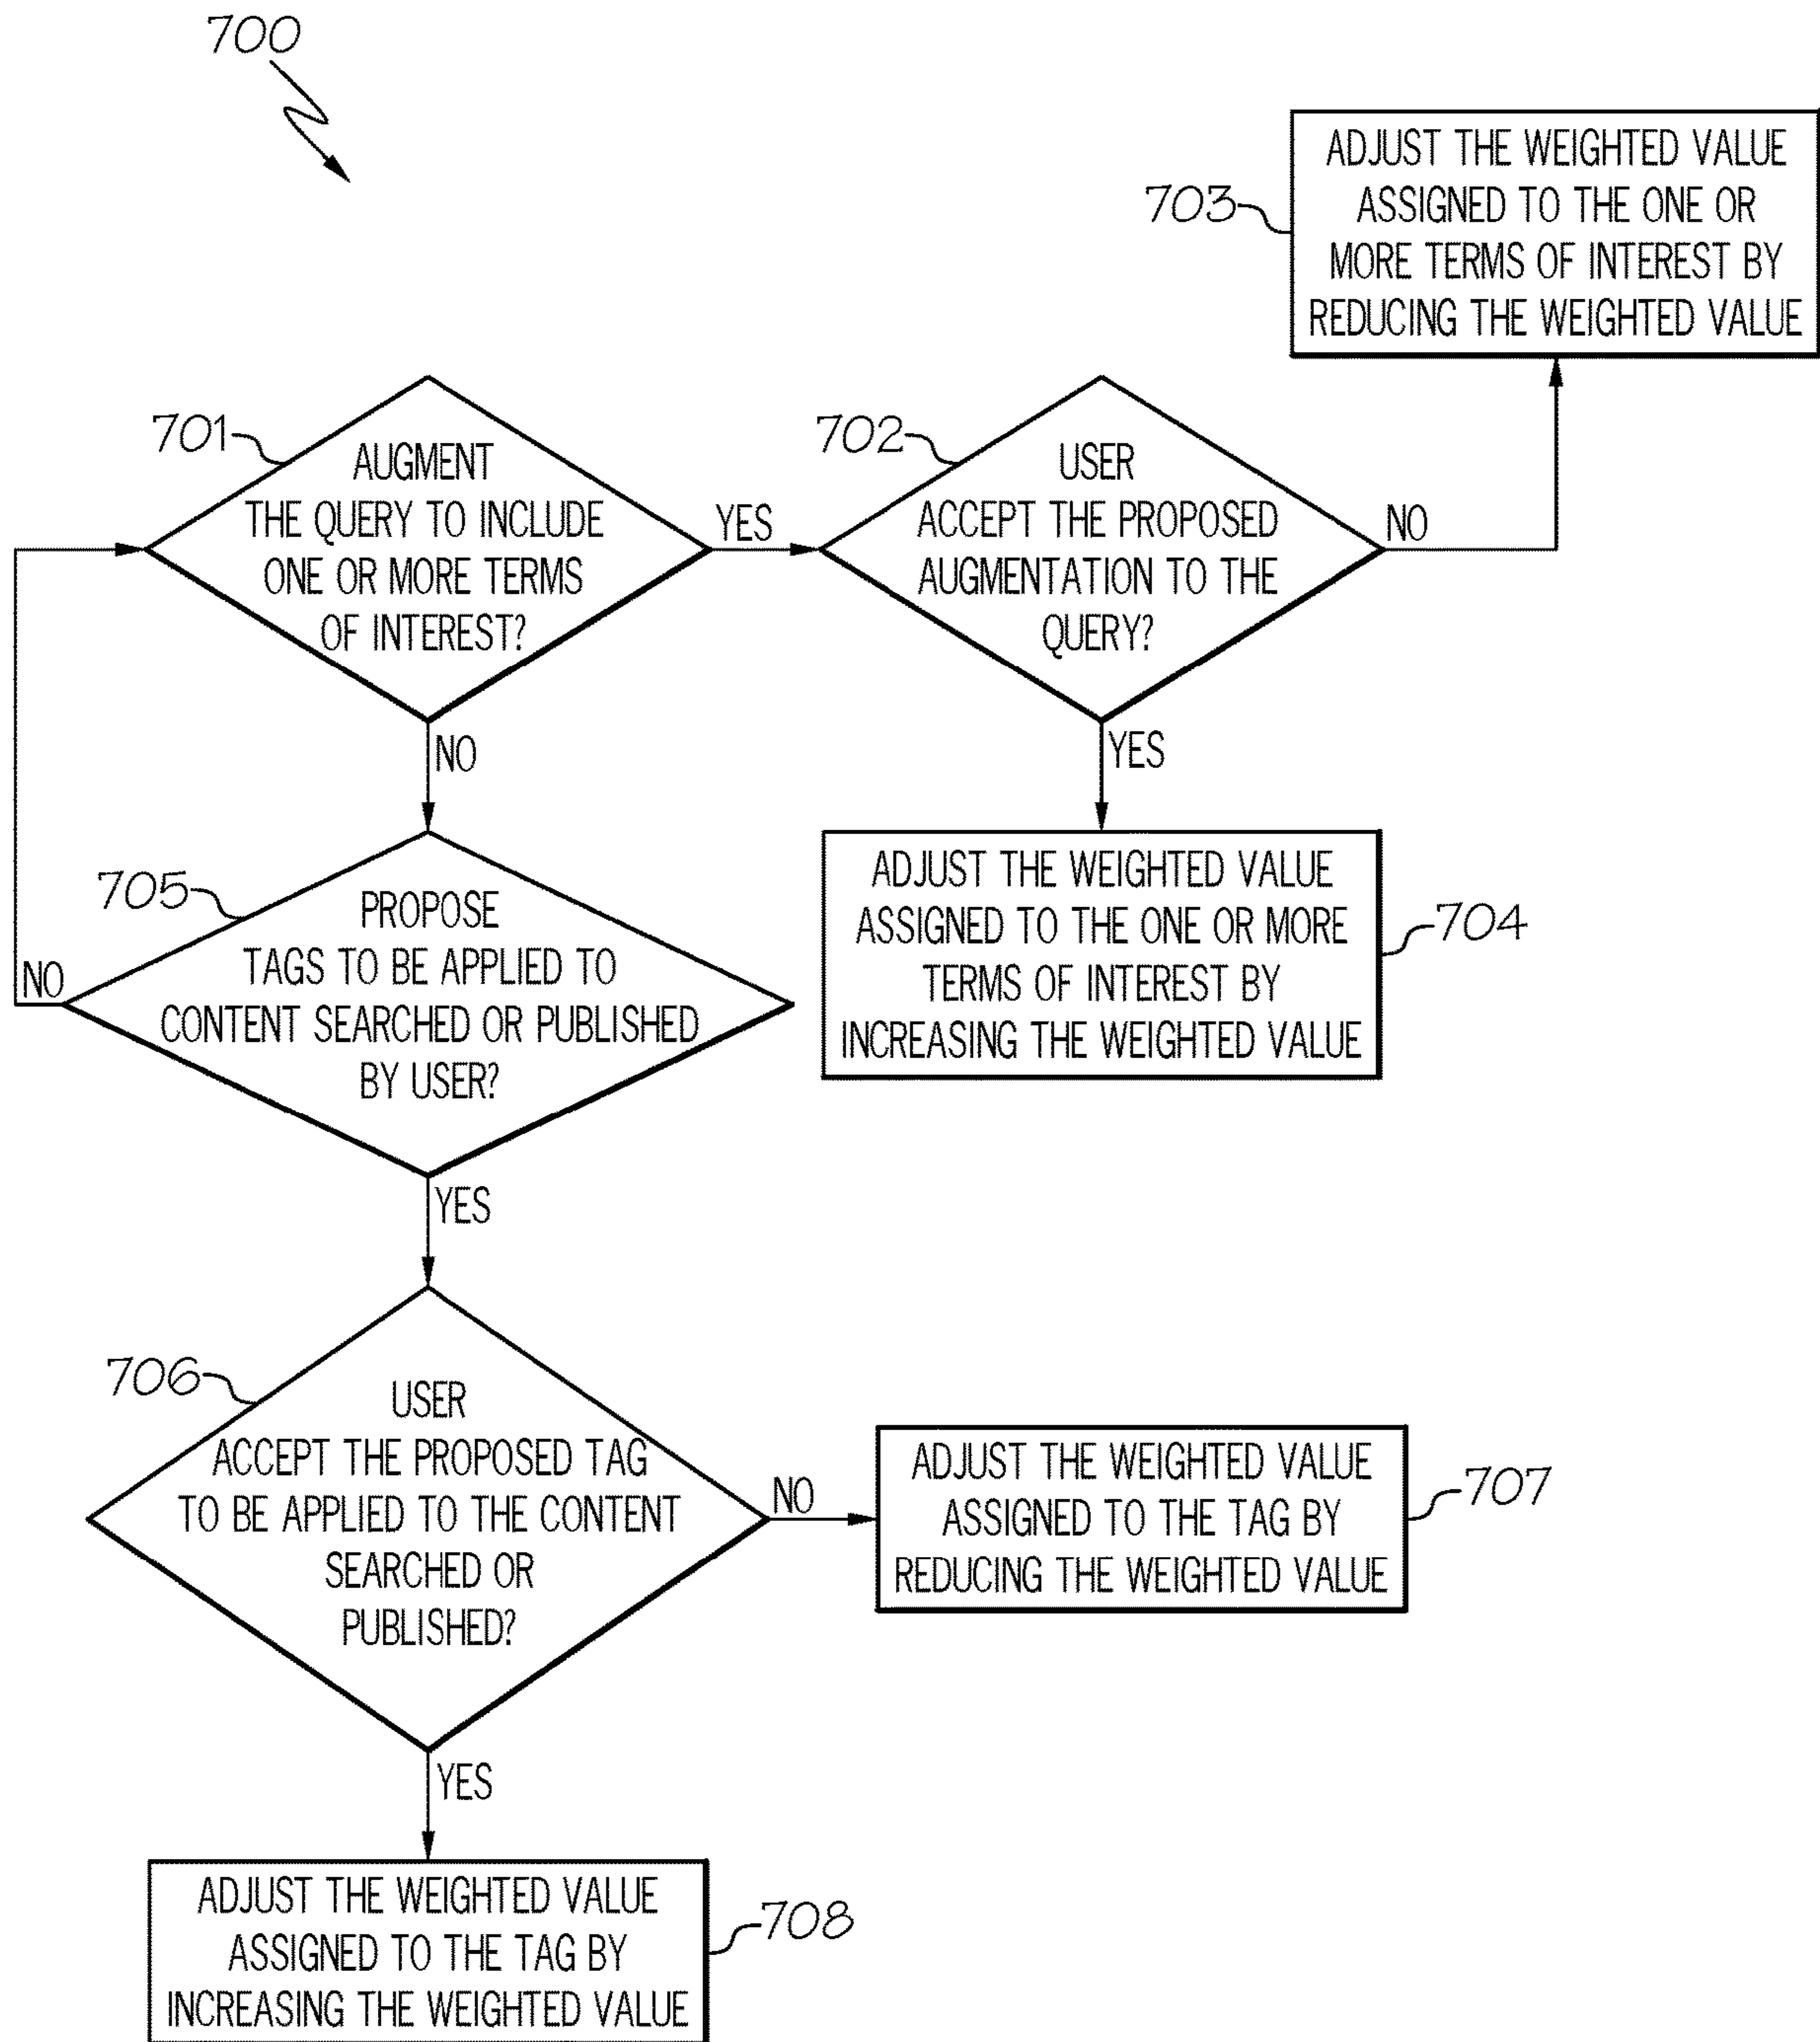 700
703
ADJUST THE WEIGHTED VALUE
ASSIGNED TO THE ONE OR
MORE TERMS OF INTEREST BY
REDUCING THE WEIGHTED VALUE
701
AUGMENT
THE QUERY TO INCLUDE
ONE OR MORE TERMS
OF INTEREST?
YES
702
USER
ACCEPT THE PROPOSED
AUGMENTATION TO THE
QUERY?
NO
NO
YES
705
PROPOSE
TAGS TO BE APPLIED TO
CONTENT SEARCHED OR PUBLISHED
BY USER?
NO
ADJUST THE WEIGHTED VALUE
ASSIGNED TO THE ONE OR MORE
TERMS OF INTEREST BY
INCREASING THE WEIGHTED VALUE
704
YES
706
USER
ACCEPT THE PROPOSED TAG
TO BE APPLIED TO THE CONTENT
SEARCHED OR
PUBLISHED?
NO
ADJUST THE WEIGHTED VALUE
ASSIGNED TO THE TAG BY
REDUCING THE WEIGHTED VALUE
707
YES
ADJUST THE WEIGHTED VALUE
ASSIGNED TO THE TAG BY
INCREASING THE WEIGHTED VALUE
708